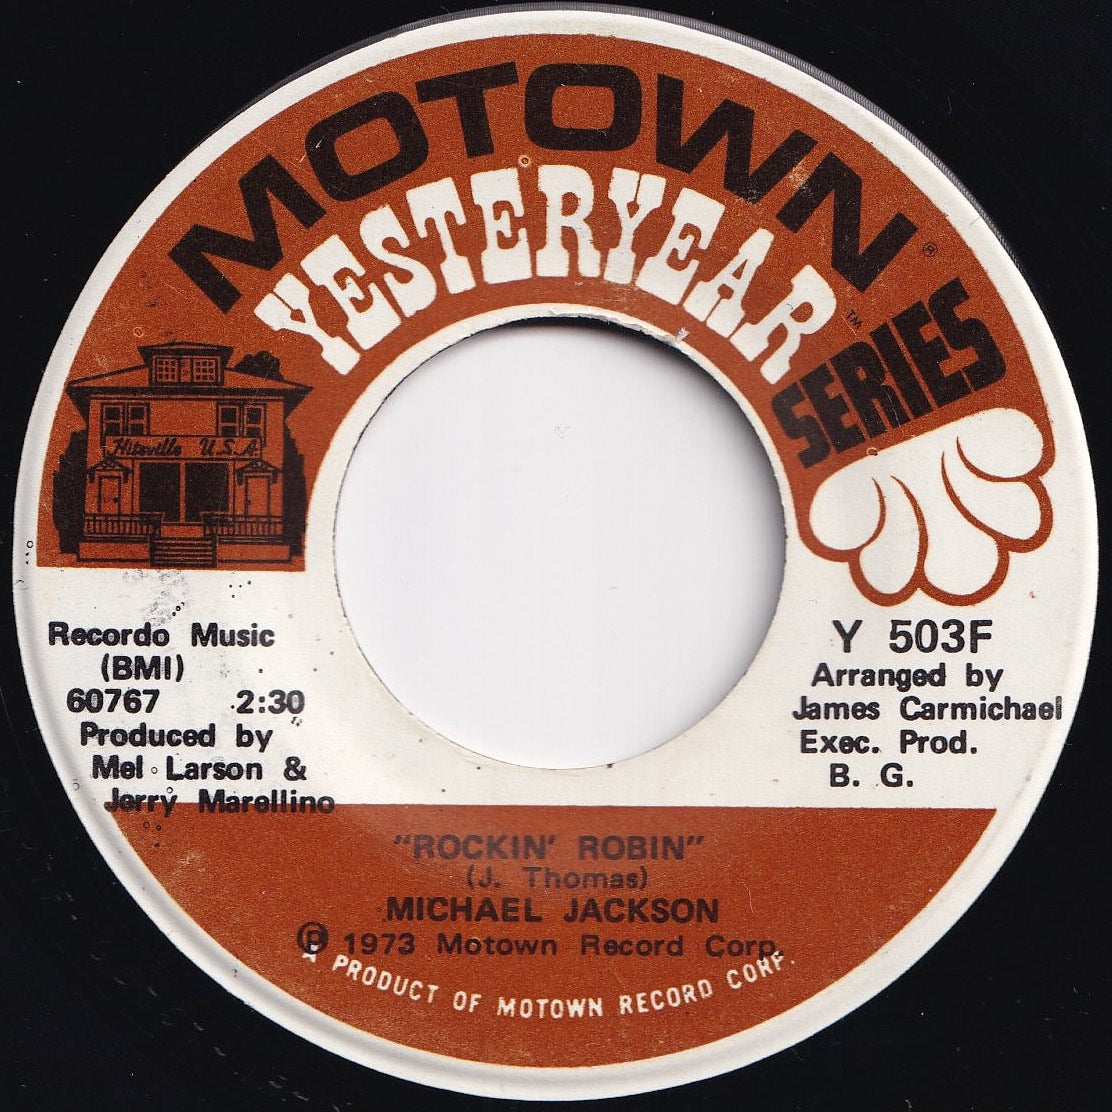 MOTOWN®
YESTERYEAR™
SERIES
Hitsville U.S.A.
Recordo Music
(BMI)
60767 2:30
Produced by
Mel Larson &
Jerry Marellino
Y 503F
Arranged by
James Carmichael
Exec. Prod.
B. G.
"ROCKIN' ROBIN"
(J. Thomas)
MICHAEL JACKSON
℗ 1973 Motown Record Corp.
A PRODUCT OF MOTOWN RECORD CORP.